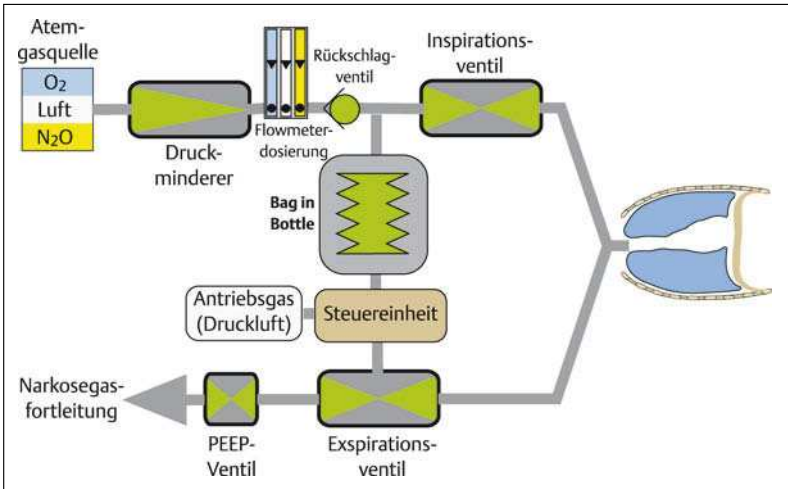 Atem-
gasquelle
O2
Luft
N2O
Druck-
minderer
Flowmeter-
dosierung
Rückschlag-
ventil
Inspirations-
ventil
Bag in
Bottle
Antriebsgas
(Druckluft)
Steuereinheit
Narkosegas-
fortleitung
PEEP-
Ventil
Exspirations-
ventil